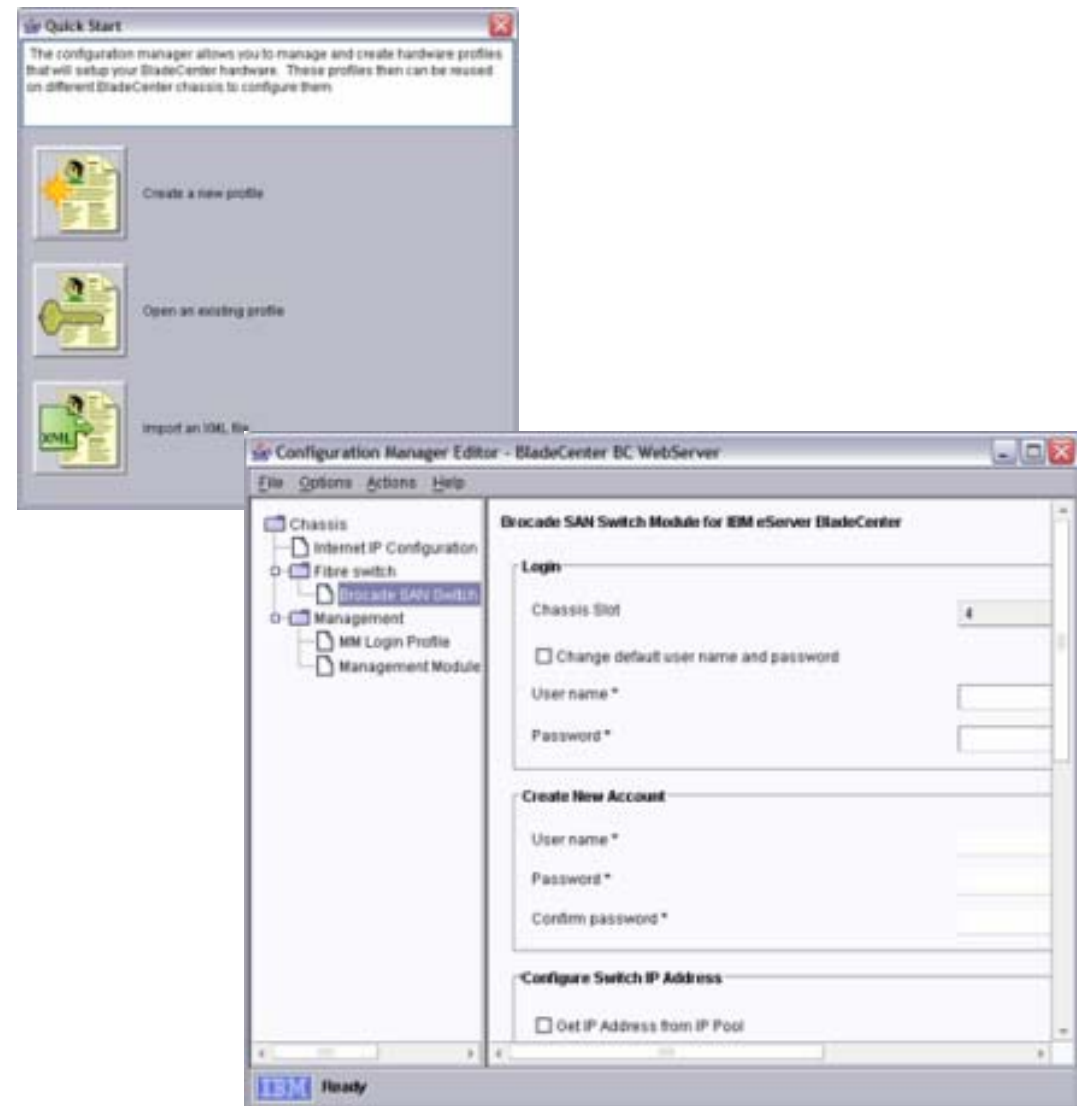 Quick Start
The configuration manager allows you to manage and create hardware profiles
that will setup your BladeCenter hardware. These profiles then can be reused
on different BladeCenter chassis to configure them
Create a new profile
Open an existing profile
XML
Import an XML file
Configuration Manager Editor - BladeCenter BC WebServer
File Options Actions Help
Chassis
Internet IP Configuration
Fibre switch
Brocade SAN Switch
Management
MM Login Profile
Management Module
Brocade SAN Switch Module for IBM eServer BladeCenter
Login
Chassis Slot
4
Change default user name and password
User name *
Password *
Create New Account
User name *
Password *
Confirm password *
Configure Switch IP Address
Get IP Address from IP Pool
IBM Ready